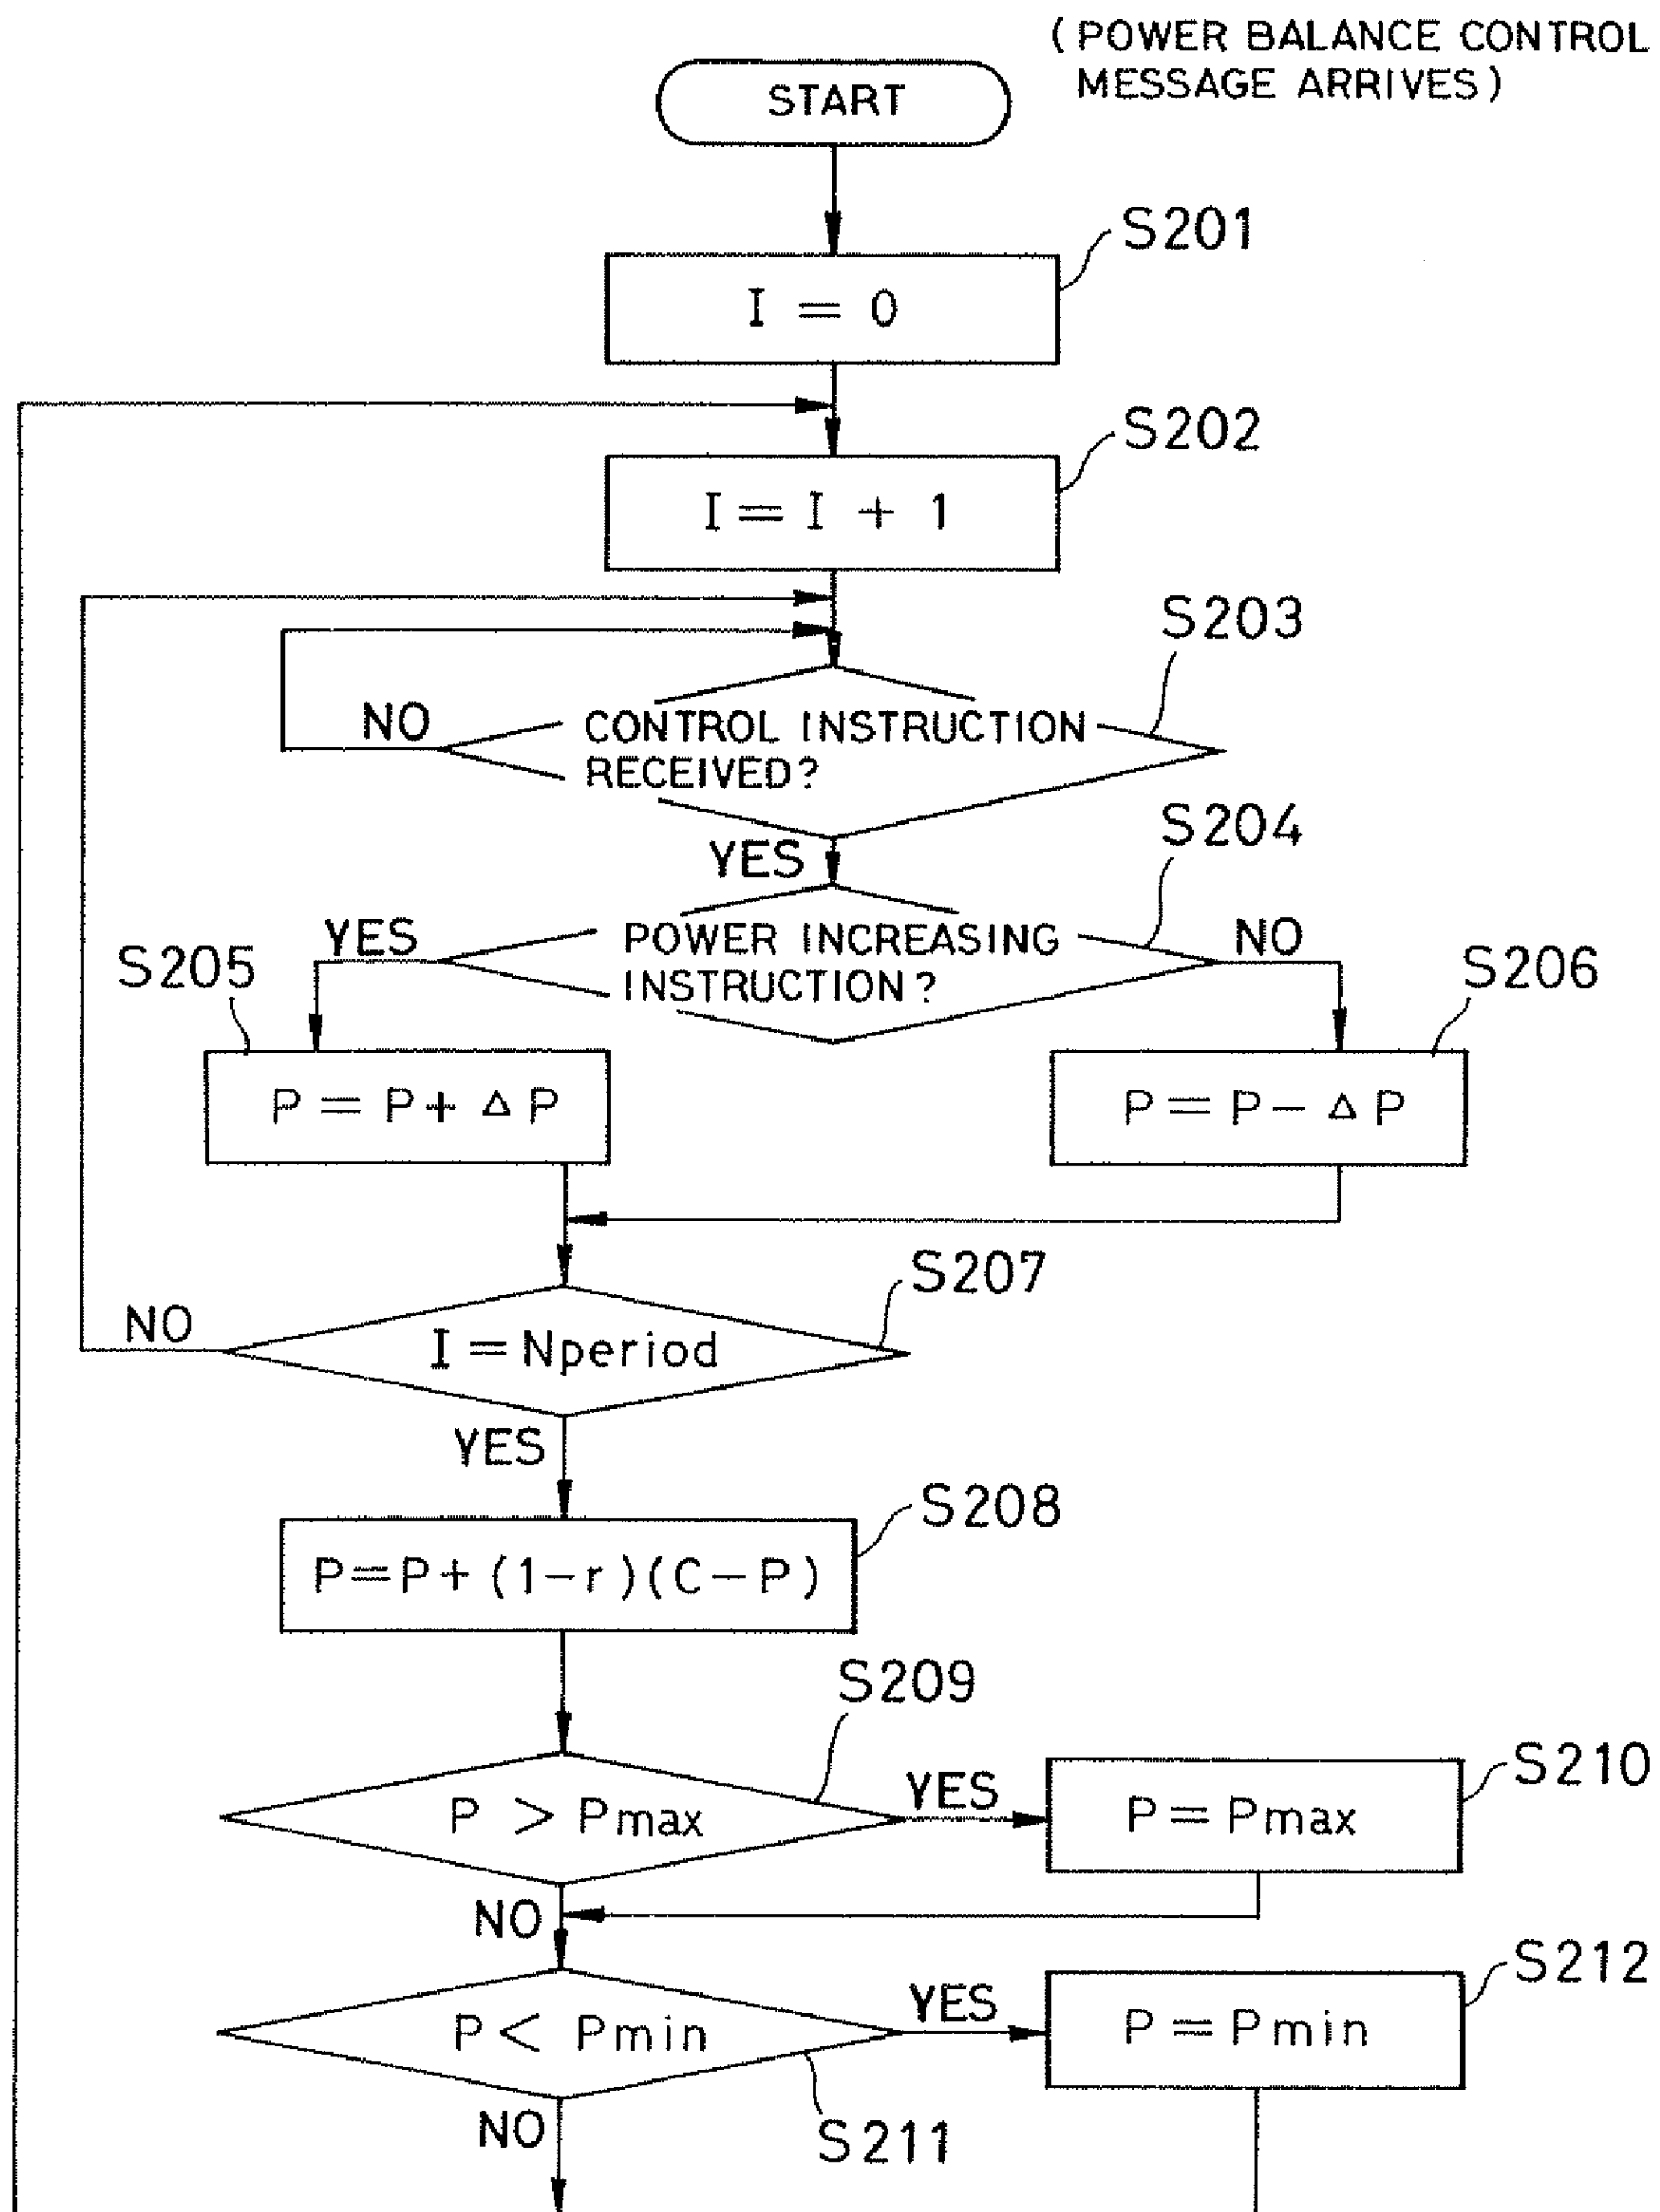 ( POWER BALANCE CONTROL
MESSAGE ARRIVES )
START
S201
I = 0
S202
I = I + 1
S203
NO
CONTROL INSTRUCTION
RECEIVED?
YES
S204
YES
POWER INCREASING
INSTRUCTION?
NO
S205
S206
P = P + Δ P
P = P - Δ P
S207
NO
I = Nperiod
YES
S208
P = P + (1-r)(C-P)
S209
P > Pmax
YES
S210
P = Pmax
NO
S212
P < Pmin
YES
P = Pmin
NO
S211